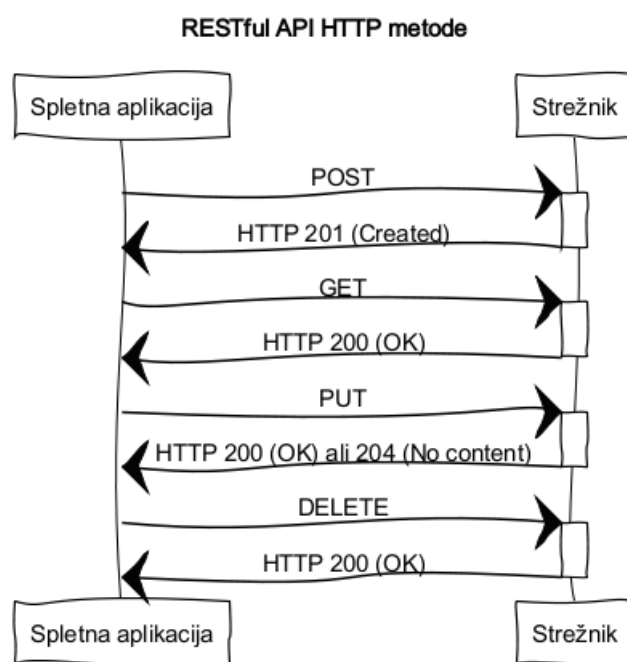 RESTful API HTTP metode
Spletna aplikacija
Strežnik
POST
HTTP 201 (Created)
GET
HTTP 200 (OK)
PUT
HTTP 200 (OK) ali 204 (No content)
DELETE
HTTP 200 (OK)
Spletna aplikacija
Strežnik